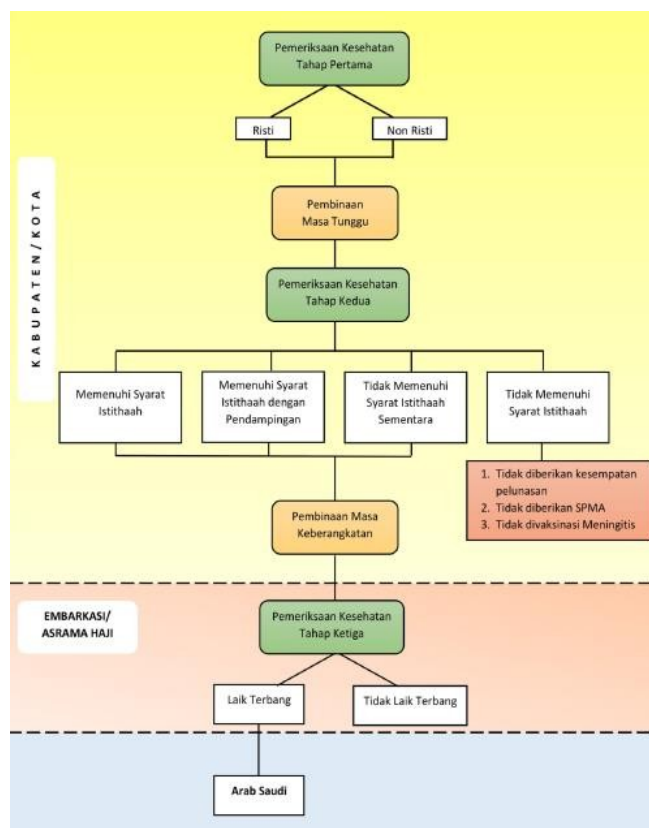 Pemeriksaan Kesehatan
Tahap Pertama
Risti
Non Risti
KABUPATEN/KOTA
Pembinaan
Masa Tunggu
Pemeriksaan Kesehatan
Tahap Kedua
Memenuhi Syarat
Istithaah
Memenuhi Syarat
Istithaah dengan
Pendampingan
Tidak Memenuhi
Syarat Istithaah
Sementara
Tidak Memenuhi
Syarat Istithaah
1. Tidak diberikan kesempatan
pelunasan
2. Tidak diberikan SPMA
3. Tidak divaksinasi Meningitis
Pembinaan Masa
Keberangkatan
EMBARKASI/
ASRAMA HAJI
Pemeriksaan Kesehatan
Tahap Ketiga
Laik Terbang
Tidak Laik Terbang
Arab Saudi